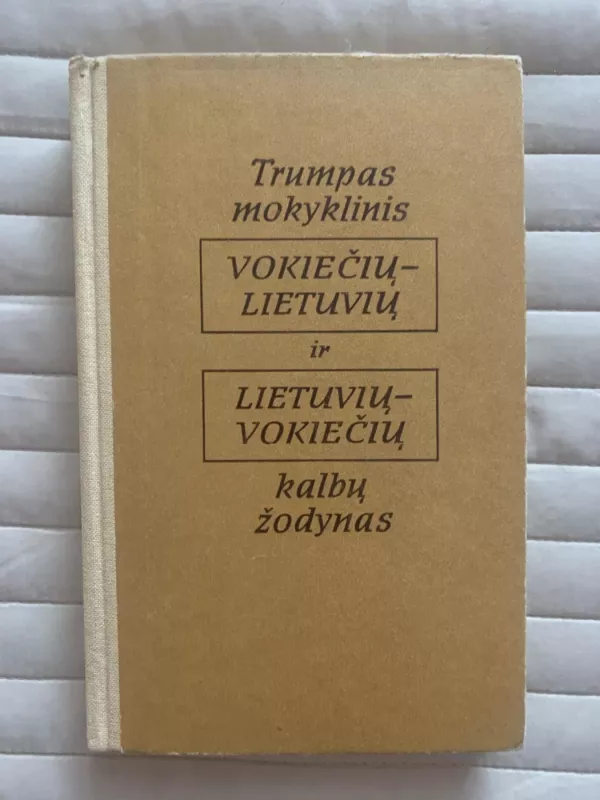 Trumpas
mokyklinis
VOKIEČIŲ–
LIETUVIŲ
ir
LIETUVIŲ–
VOKIEČIŲ
kalbų
žodynas